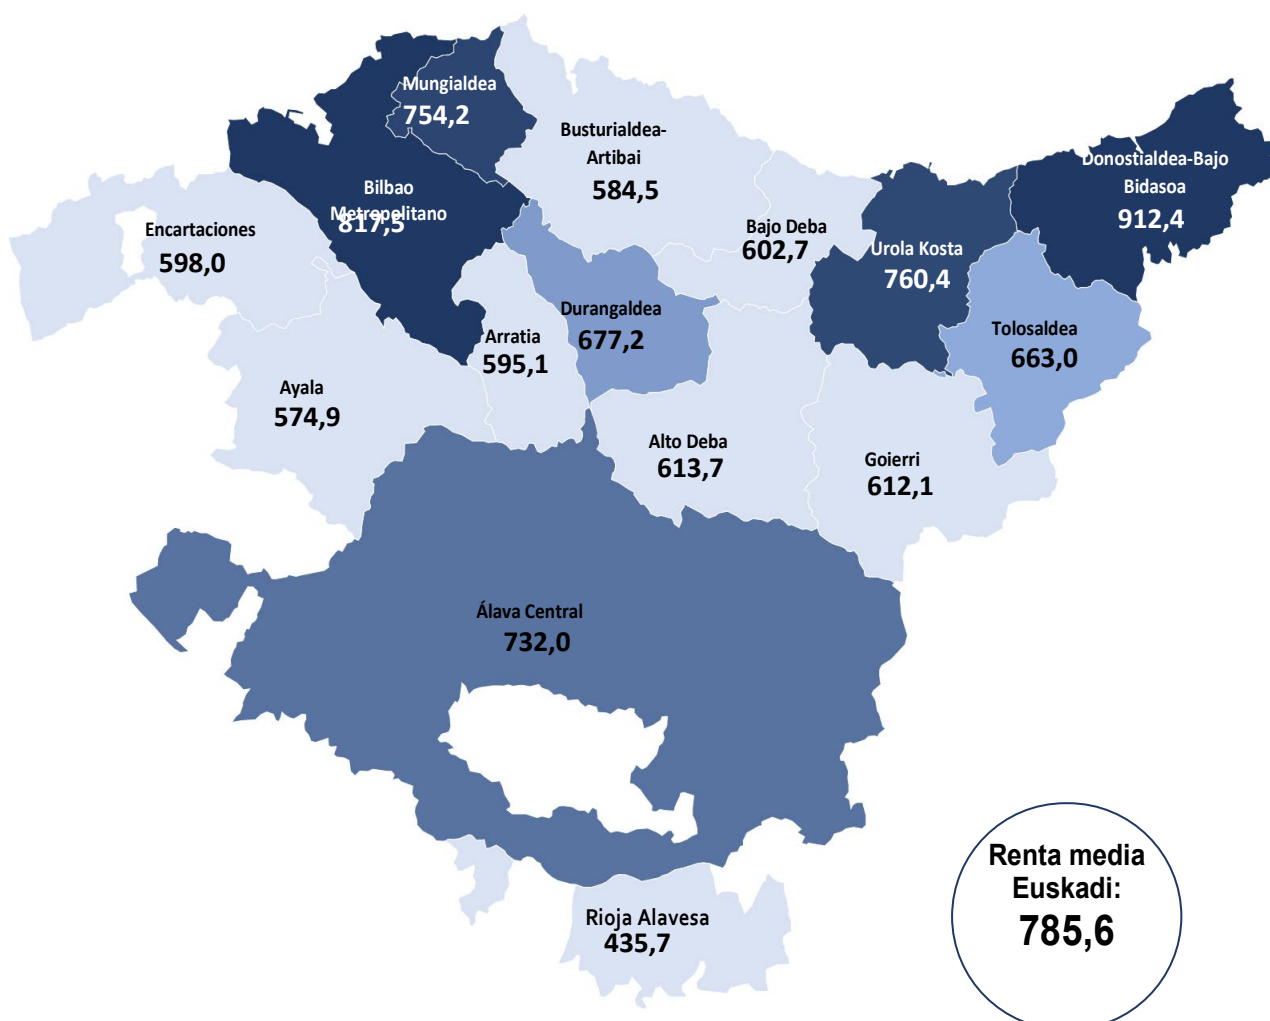 Mungialdea
754,2
Busturialdea-
Artibai
584,5
Donostialdea-Bajo
Bidasoa
912,4
Bilbao
Metropolitano
817,5
Encartaciones
598,0
Bajo Deba
602,7
Urola Kosta
760,4
Durangaldea
677,2
Arratia
595,1
Tolosaldea
663,0
Ayala
574,9
Alto Deba
613,7
Goierri
612,1
Álava Central
732,0
Rioja Alavesa
435,7
Renta media
Euskadi:
785,6